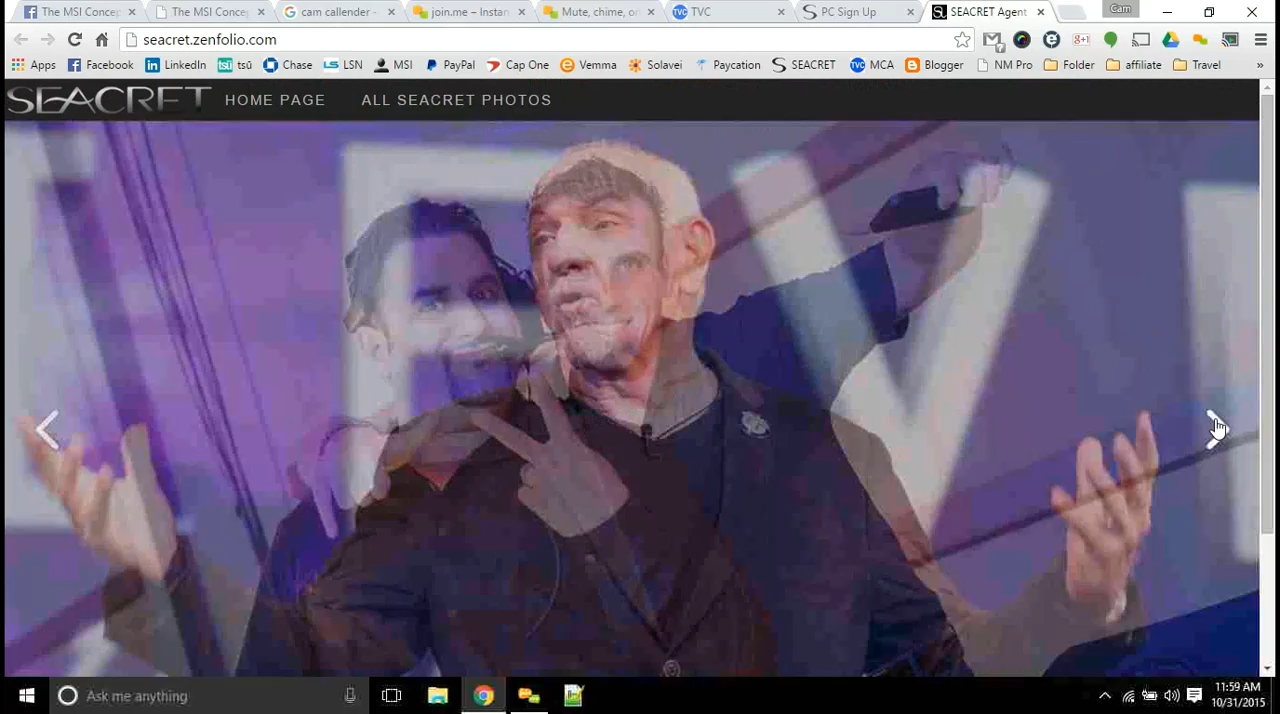 The MSI Concep
The MSI Concep
cam callender -
join.me – Instan
Mute, chime, on
TVC
PC Sign Up
SEACRET Agent
Cam
seacret.zenfolio.com
Apps
Facebook
LinkedIn
tsū
Chase
LSN
MSI
PayPal
Cap One
Vemma
Solavei
Paycation
SEACRET
MCA
Blogger
NM Pro
Folder
affiliate
Travel
»
SEACRET
HOME PAGE
ALL SEACRET PHOTOS
Ask me anything
11:59 AM
10/31/2015